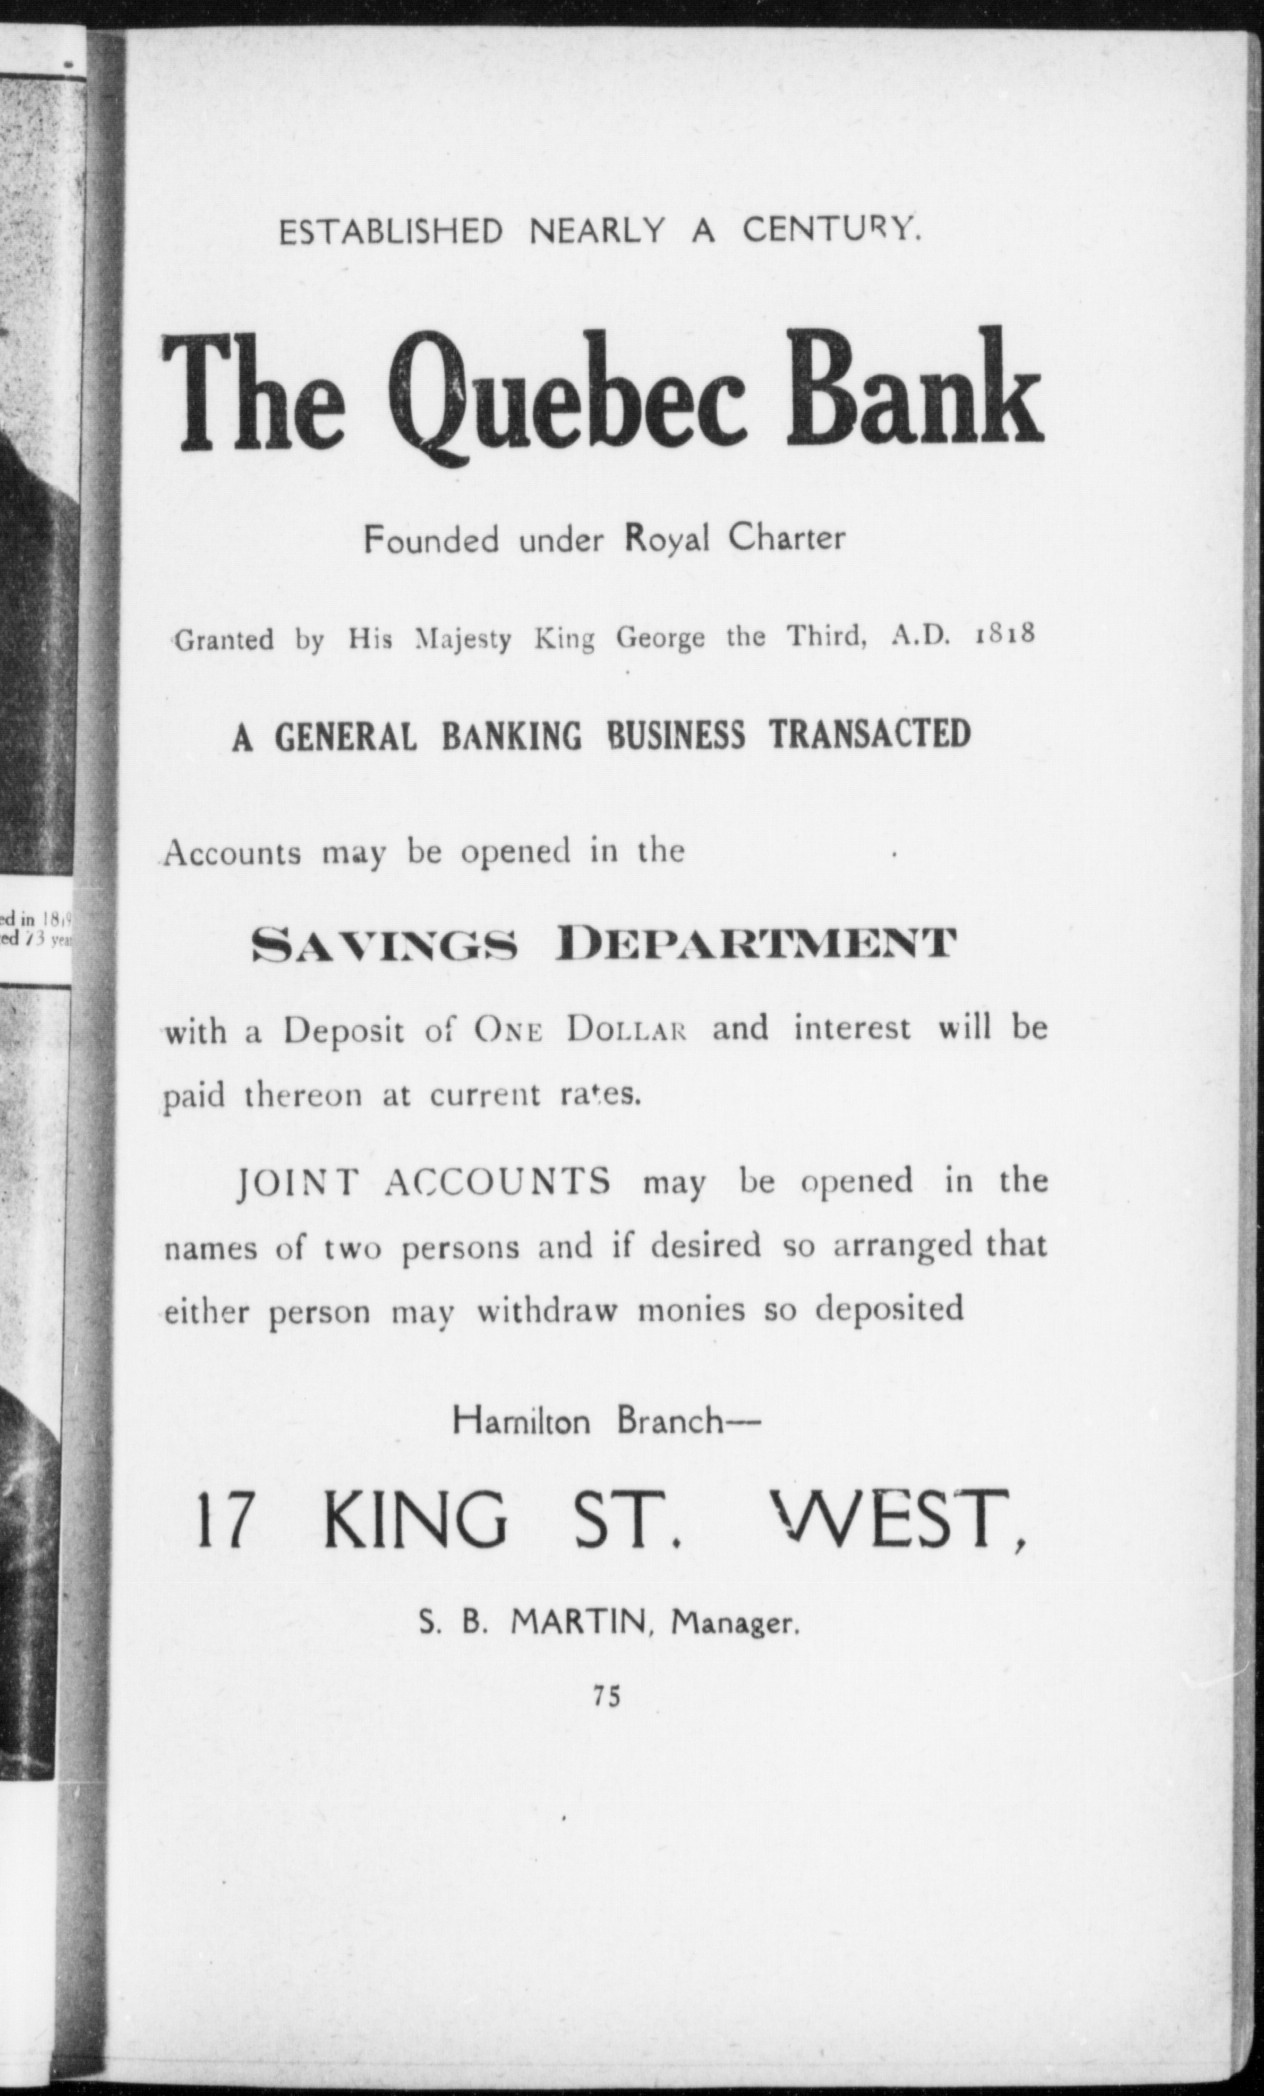 ESTABLISHED NEARLY A CENTURY.
The Quebec Bank
Founded under Royal Charter
Granted by His Majesty King George the Third, A.D. 1818
A GENERAL BANKING BUSINESS TRANSACTED
Accounts may be opened in the
SAVINGS DEPARTMENT
with a Deposit of ONE DOLLAR and interest will be
paid thereon at current rates.
JOINT ACCOUNTS may be opened in the
names of two persons and if desired so arranged that
either person may withdraw monies so deposited
Hamilton Branch—
17 KING ST. WEST,
S. B. MARTIN, Manager.
75
ed in
ed 73